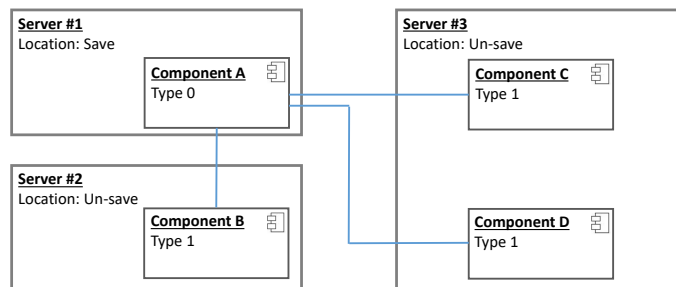 Server #1
Location: Save
Component A
Type 0
Server #2
Location: Un-save
Component B
Type 1
Server #3
Location: Un-save
Component C
Type 1
Component D
Type 1